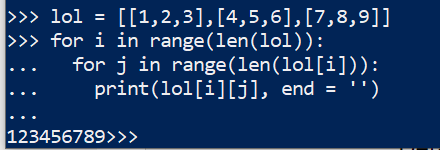 >>> lol = [[1,2,3],[4,5,6],[7,8,9]]
>>> for i in range(len(lol)):
...   for j in range(len(lol[i])):
...     print(lol[i][j], end = '')
...
123456789>>>